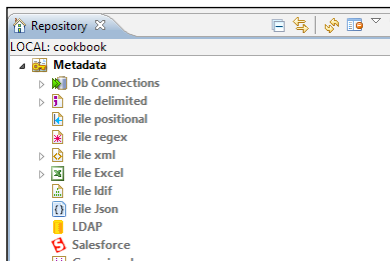 Repository
LOCAL: cookbook
Metadata
Db Connections
File delimited
File positional
File regex
File xml
File Excel
File ldif
File Json
LDAP
Salesforce